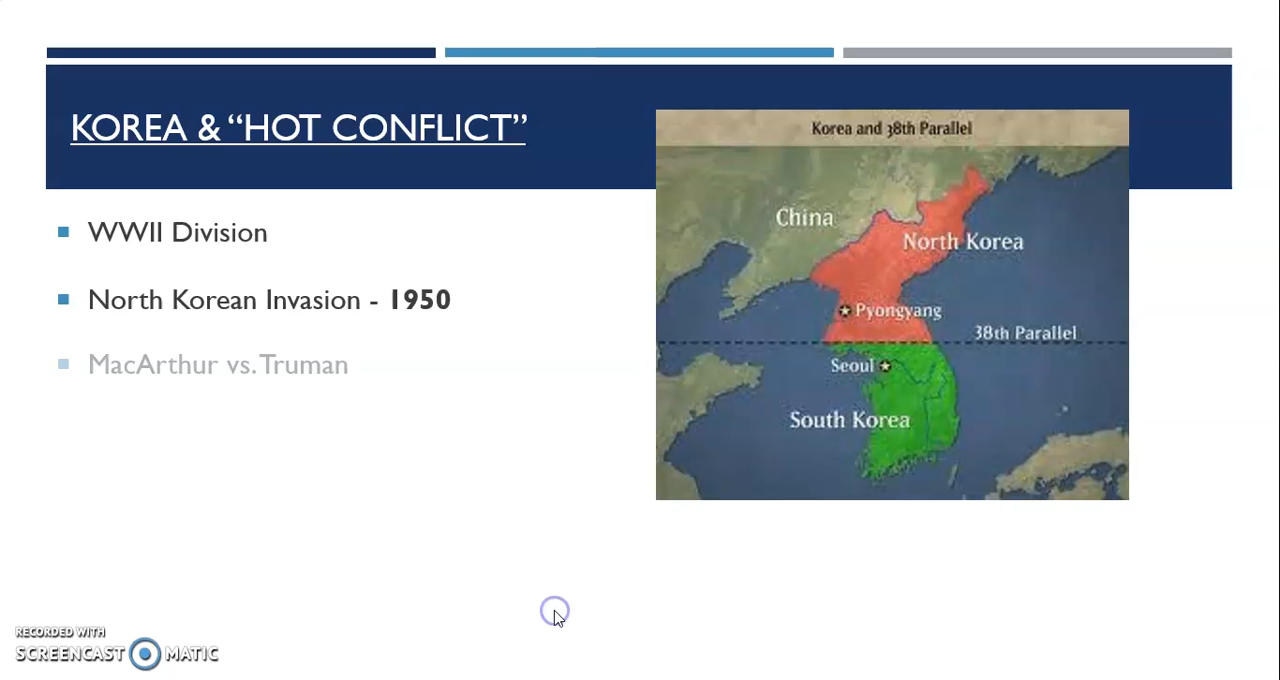 KOREA & “HOT CONFLICT”
WWII Division
North Korean Invasion - 1950
MacArthur vs. Truman
Korea and 38th Parallel
China
North Korea
Pyongyang
38th Parallel
Seoul
South Korea
RECORDED WITH
SCREENCAST MATIC